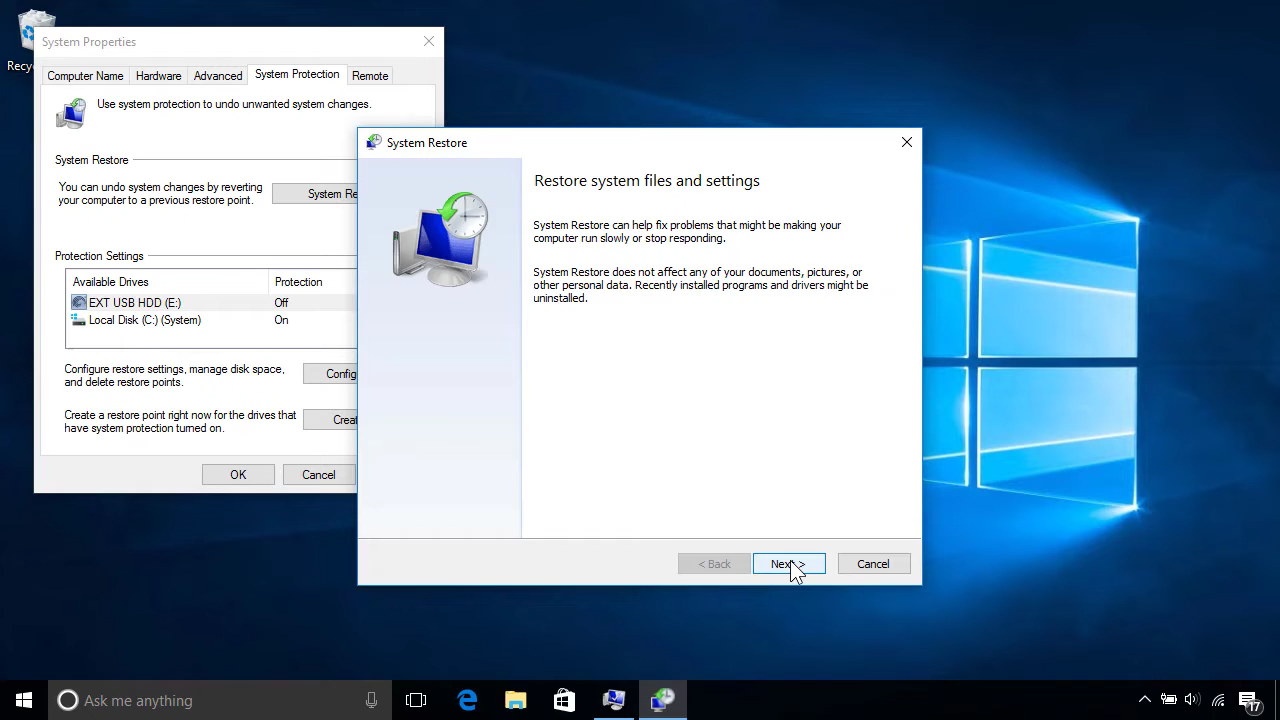 Recyc
System Properties
Computer Name
Hardware
Advanced
System Protection
Remote
Use system protection to undo unwanted system changes.
System Restore
You can undo system changes by reverting
your computer to a previous restore point.
System Re
Protection Settings
Available Drives
Protection
EXT USB HDD (E:)
Off
Local Disk (C:) (System)
On
Configure restore settings, manage disk space,
and delete restore points.
Config
Create a restore point right now for the drives that
have system protection turned on.
Creat
OK
Cancel
System Restore
Restore system files and settings
System Restore can help fix problems that might be making your
computer run slowly or stop responding.
System Restore does not affect any of your documents, pictures, or
other personal data. Recently installed programs and drivers might be
uninstalled.
< Back
Next >
Cancel
Ask me anything
17